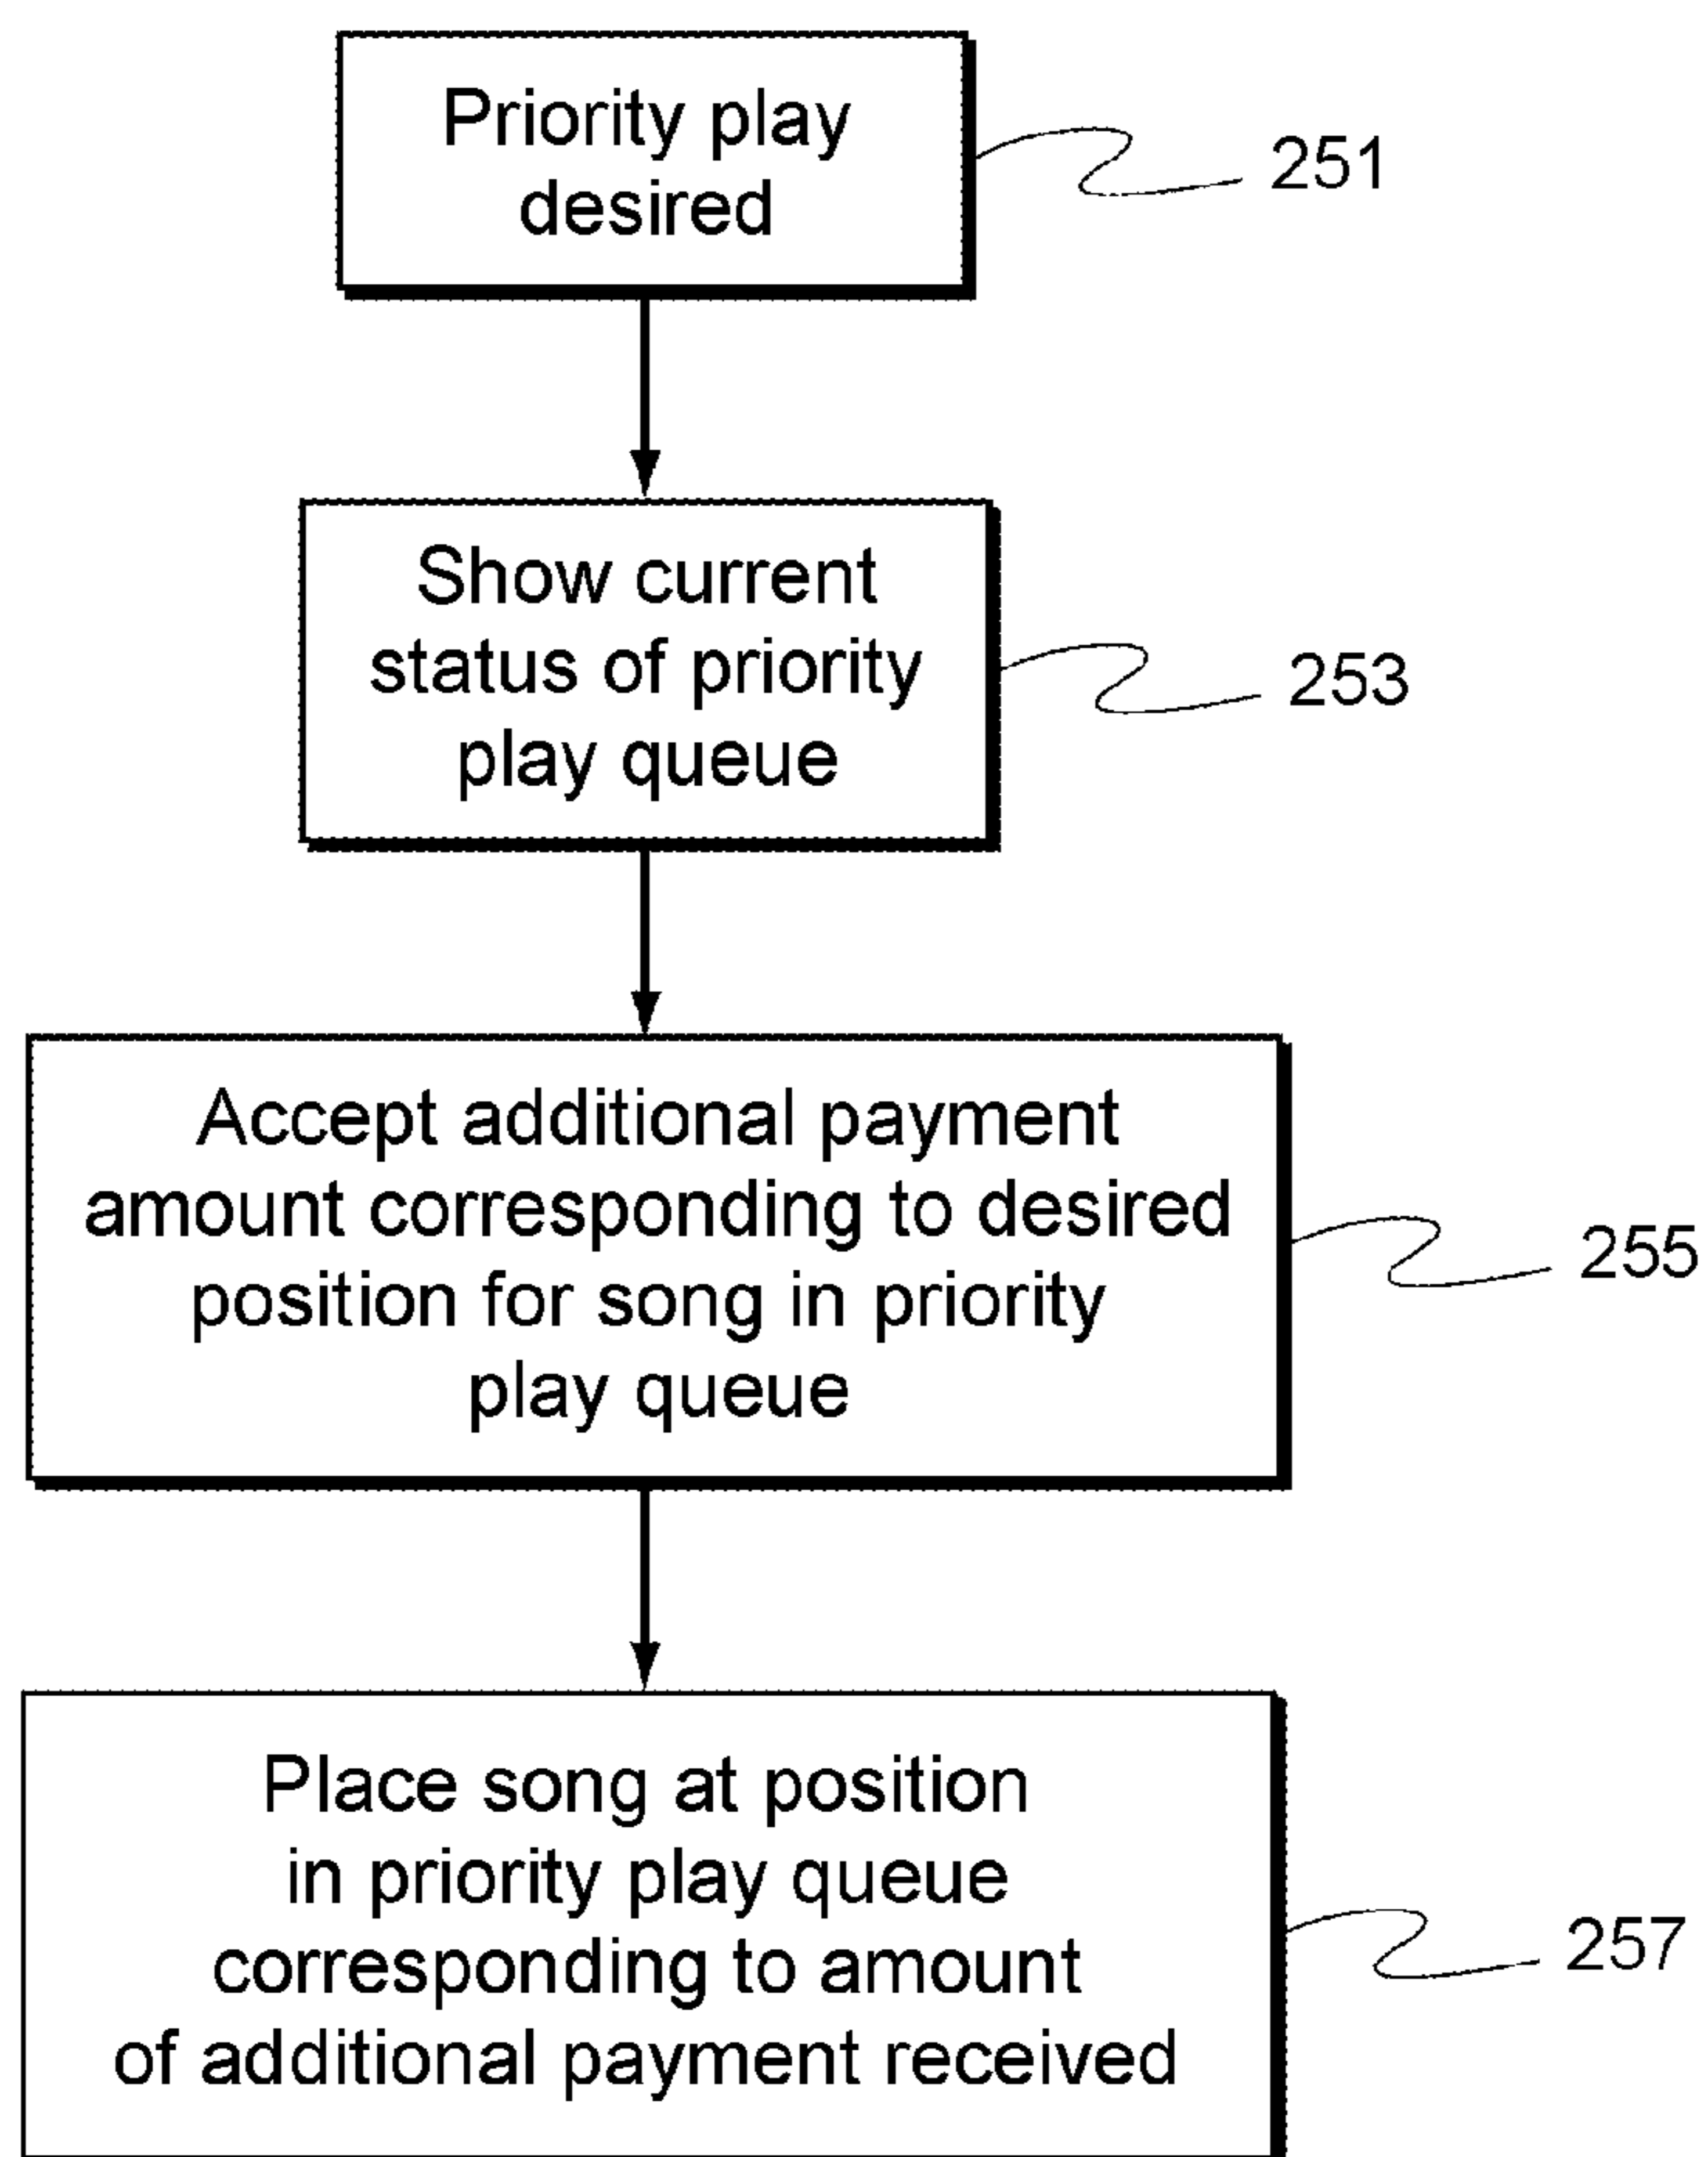 Priority play
desired
251
Show current
status of priority
play queue
253
Accept additional payment
amount corresponding to desired
position for song in priority
play queue
255
Place song at position
in priority play queue
corresponding to amount
of additional payment received
257